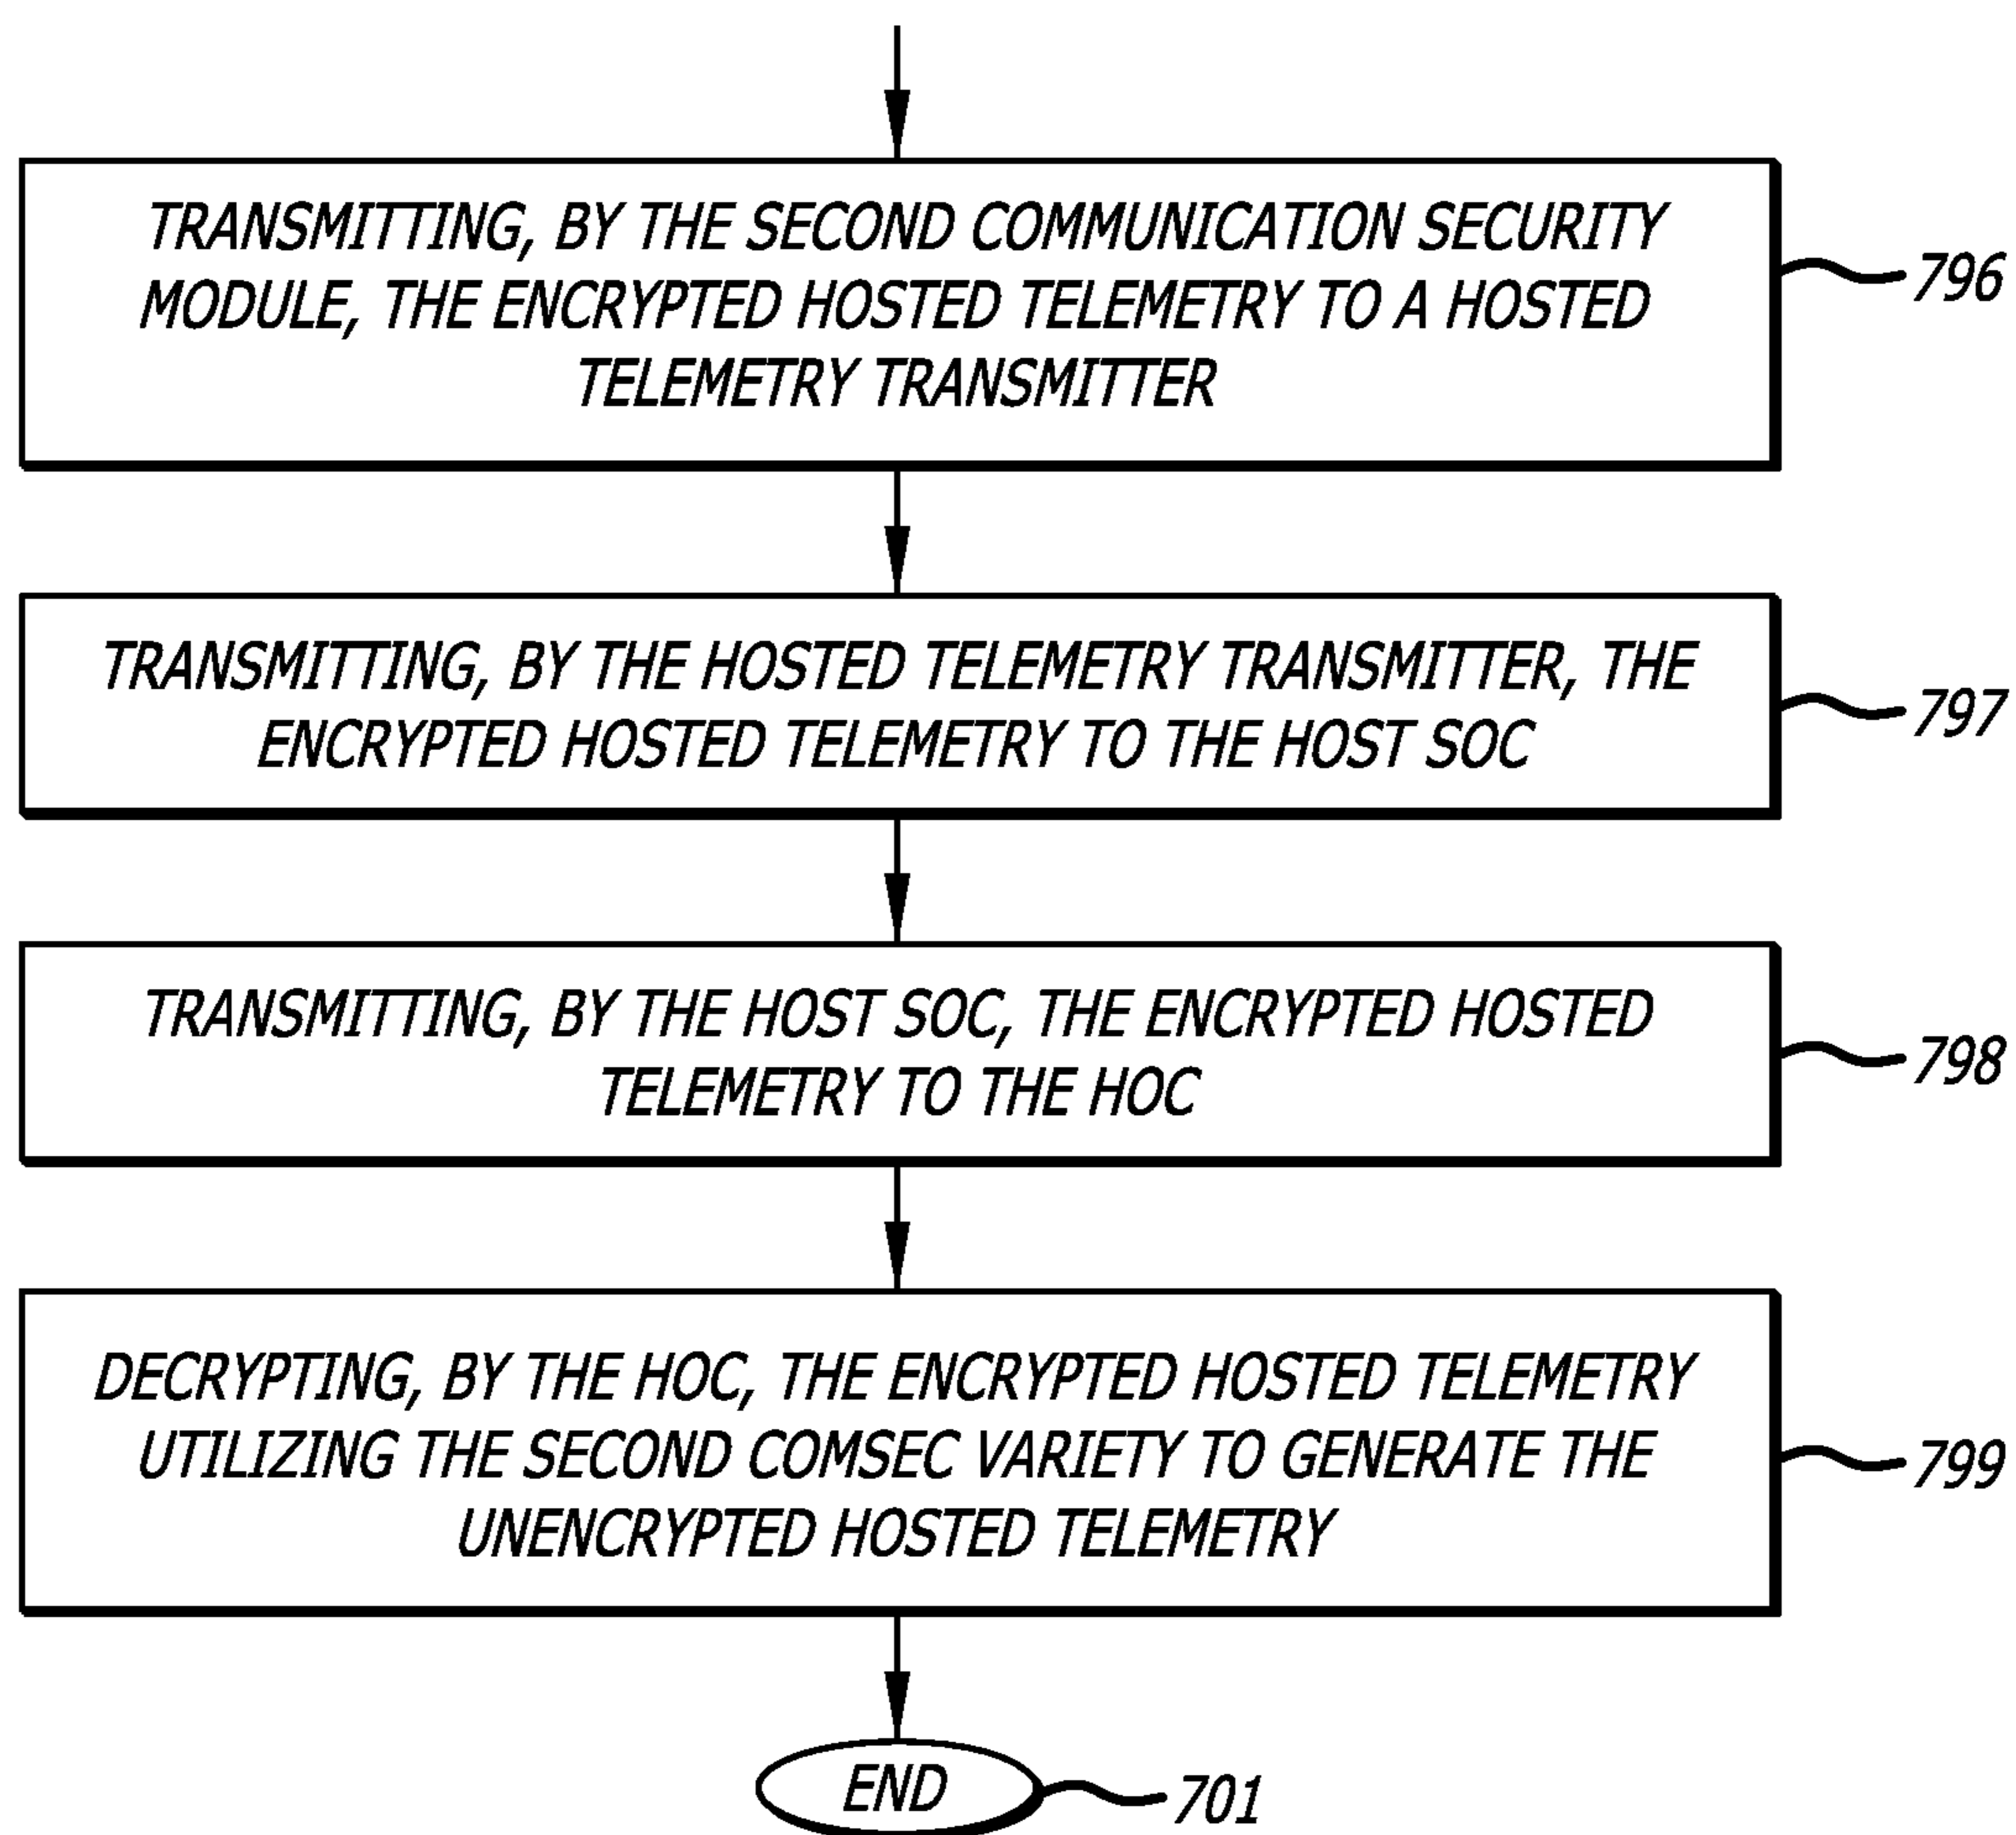 TRANSMITTING, BY THE SECOND COMMUNICATION SECURITY
MODULE, THE ENCRYPTED HOSTED TELEMETRY TO A HOSTED
TELEMETRY TRANSMITTER
796
TRANSMITTING, BY THE HOSTED TELEMETRY TRANSMITTER, THE
ENCRYPTED HOSTED TELEMETRY TO THE HOST SOC
797
TRANSMITTING, BY THE HOST SOC, THE ENCRYPTED HOSTED
TELEMETRY TO THE HOC
798
DECRYPTING, BY THE HOC, THE ENCRYPTED HOSTED TELEMETRY
UTILIZING THE SECOND COMSEC VARIETY TO GENERATE THE
UNENCRYPTED HOSTED TELEMETRY
799
END
701